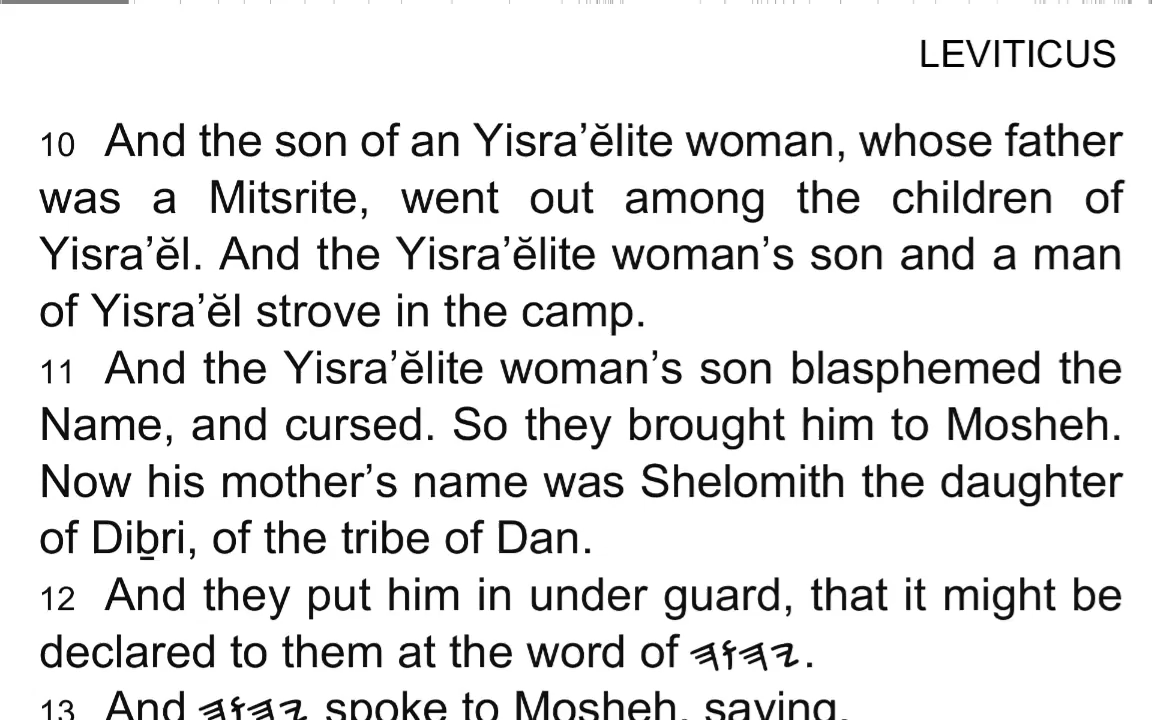 LEVITICUS
10 And the son of an Yisra’ĕlite woman, whose father
was a Mitsrite, went out among the children of
Yisra’ĕl. And the Yisra’ĕlite woman’s son and a man
of Yisra’ĕl strove in the camp.
11 And the Yisra’ĕlite woman’s son blasphemed the
Name, and cursed. So they brought him to Mosheh.
Now his mother’s name was Shelomith the daughter
of Diḇri, of the tribe of Dan.
12 And they put him in under guard, that it might be
declared to them at the word of 𐤉𐤄𐤅𐤄.
13 And 𐤉𐤄𐤅𐤄 spoke to Mosheh, saying,